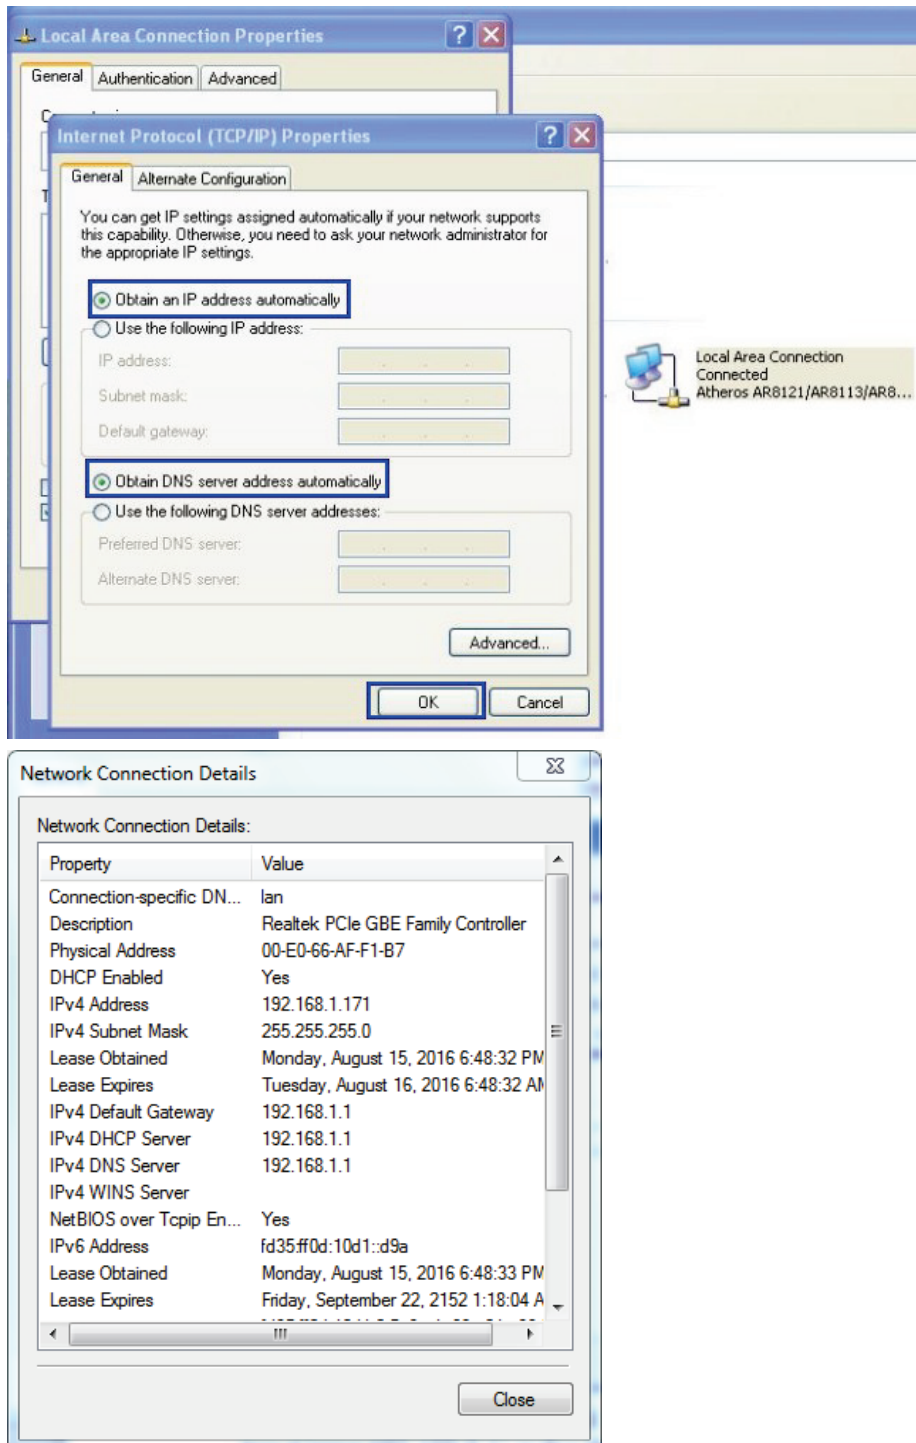 Local Area Connection Properties
General Authentication Advanced
Internet Protocol (TCP/IP) Properties
General Alternate Configuration
You can get IP settings assigned automatically if your network supports
this capability. Otherwise, you need to ask your network administrator for
the appropriate IP settings.
Obtain an IP address automatically
Use the following IP address:
IP address:
Subnet mask:
Default gateway:
Obtain DNS server address automatically
Use the following DNS server addresses:
Preferred DNS server:
Alternate DNS server:
Advanced...
OK Cancel
Local Area Connection
Connected
Atheros AR8121/AR8113/AR8...
Network Connection Details
Network Connection Details:
Property Value
Connection-specific DN... lan
Description Realtek PCIe GBE Family Controller
Physical Address 00-E0-66-AF-F1-B7
DHCP Enabled Yes
IPv4 Address 192.168.1.171
IPv4 Subnet Mask 255.255.255.0
Lease Obtained Monday, August 15, 2016 6:48:32 PM
Lease Expires Tuesday, August 16, 2016 6:48:32 AM
IPv4 Default Gateway 192.168.1.1
IPv4 DHCP Server 192.168.1.1
IPv4 DNS Server 192.168.1.1
IPv4 WINS Server
NetBIOS over Tcpip En... Yes
IPv6 Address fd35:ff0d:10d1::d9a
Lease Obtained Monday, August 15, 2016 6:48:33 PM
Lease Expires Friday, September 22, 2152 1:18:04 A
Close